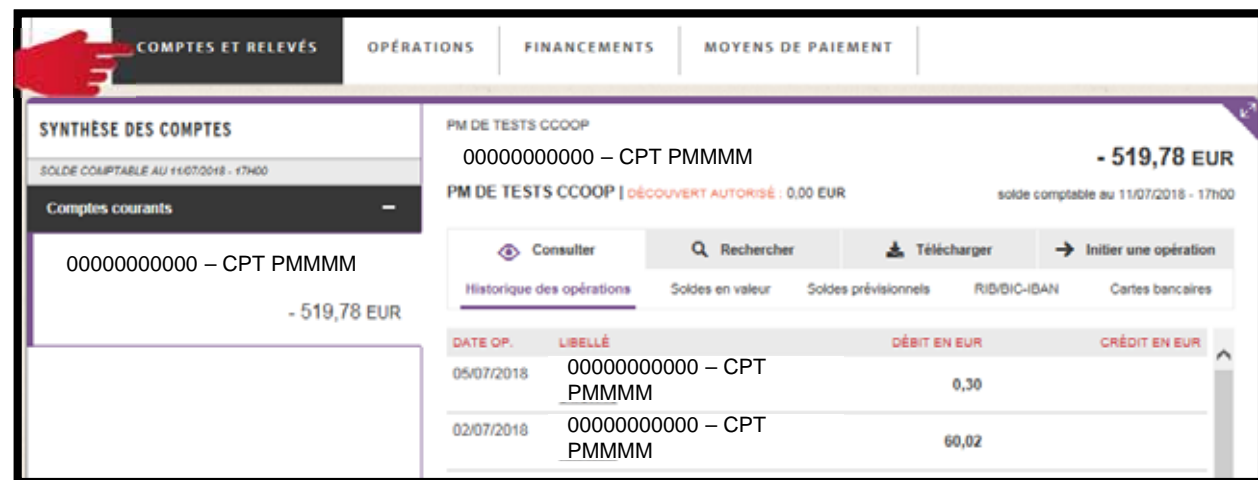 COMPTES ET RELEVÉS OPÉRATIONS FINANCEMENTS MOYENS DE PAIEMENT
SYNTHÈSE DES COMPTES
SOLDE COMPTABLE AU 11/07/2018 - 17H00
Comptes courants –
00000000000 – CPT PMMMM
- 519,78 EUR
PM DE TESTS CCOOP
00000000000 – CPT PMMMM - 519,78 EUR
PM DE TESTS CCOOP | DÉCOUVERT AUTORISÉ : 0,00 EUR solde comptable au 11/07/2018 - 17h00
Consulter Rechercher Télécharger Initier une opération
Historique des opérations Soldes en valeur Soldes prévisionnels RIB/BIC-IBAN Cartes bancaires
DATE OP. LIBELLÉ DÉBIT EN EUR CRÉDIT EN EUR
05/07/2018 00000000000 – CPT
PMMMM 0,30
02/07/2018 00000000000 – CPT
PMMMM 60,02